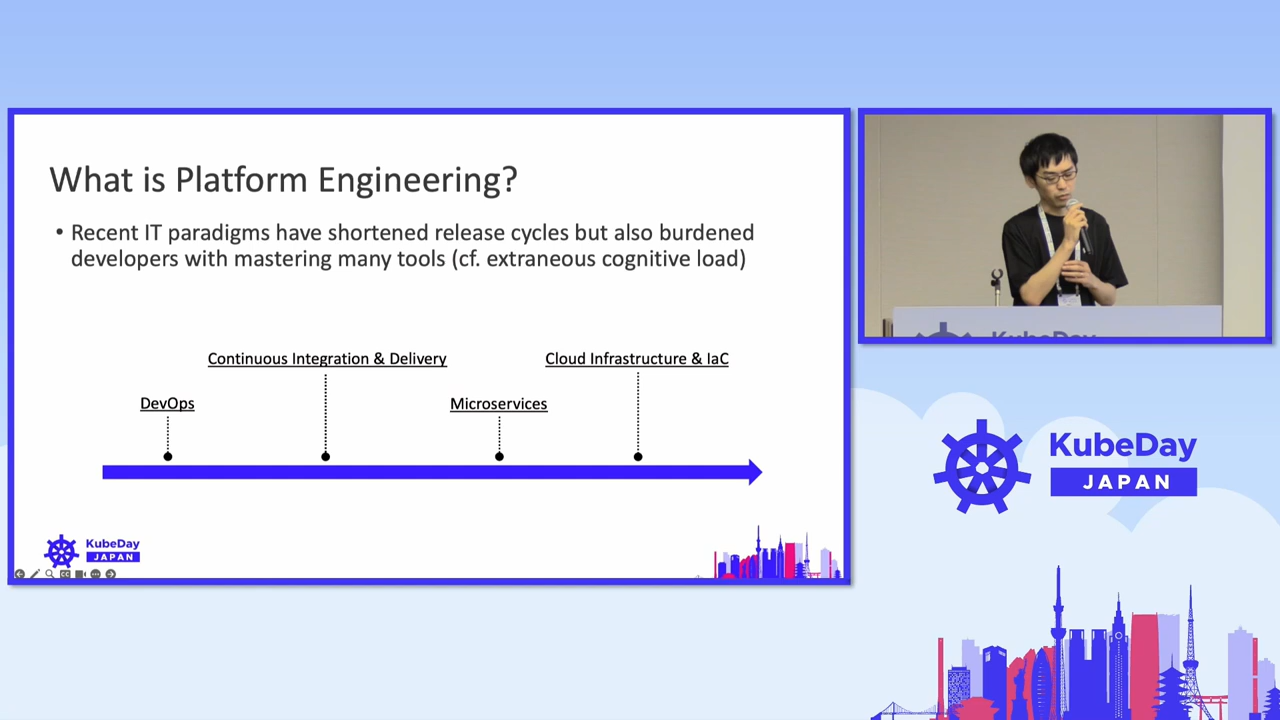 What is Platform Engineering?
• Recent IT paradigms have shortened release cycles but also burdened
developers with mastering many tools (cf. extraneous cognitive load)
Continuous Integration & Delivery
Cloud Infrastructure & IaC
DevOps
Microservices
KubeDay
JAPAN
KubeDay
KubeDay
JAPAN